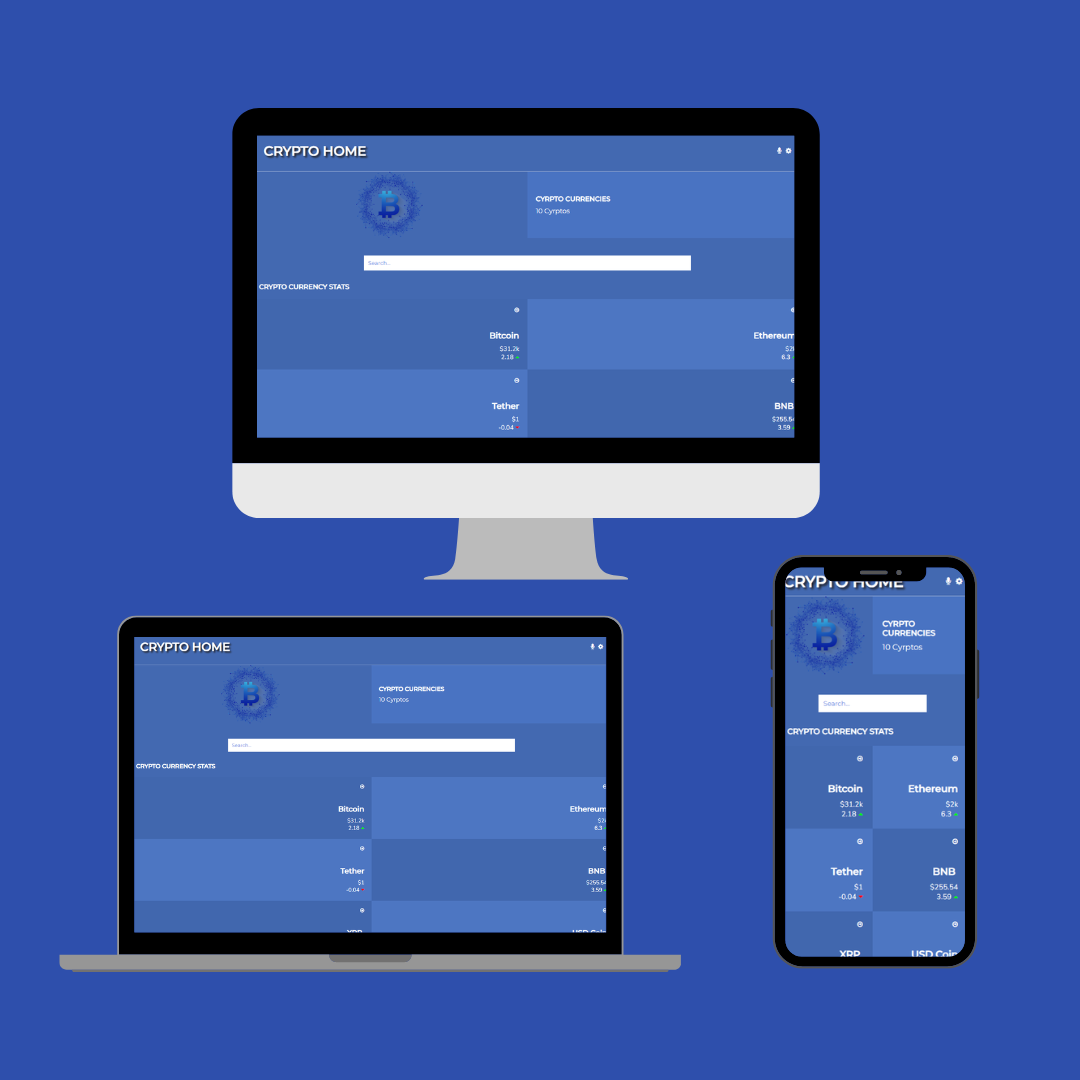 CRYPTO HOME
CYRPTO CURRENCIES
10 Cyrptos
Search...
CRYPTO CURRENCY STATS
Bitcoin
$31.2k
2.18
Ethereum
$2
6.3
Tether
$1
-0.04
BNB
$255.54
3.59
CRYPTO HOME
CYRPTO CURRENCIES
10 Cyrptos
Search...
CRYPTO CURRENCY STATS
Bitcoin
$31.2k
2.18
Ethereum
$2
6.3
Tether
$1
-0.04
BNB
$255.54
3.59
XRP
USD Coin
CRYPTO HOME
CYRPTO
CURRENCIES
10 Cyrptos
Search...
CRYPTO CURRENCY STATS
Bitcoin
$31.2k
2.18
Ethereum
$2k
6.3
Tether
$1
-0.04
BNB
$255.54
3.59
XRP
USD Coin